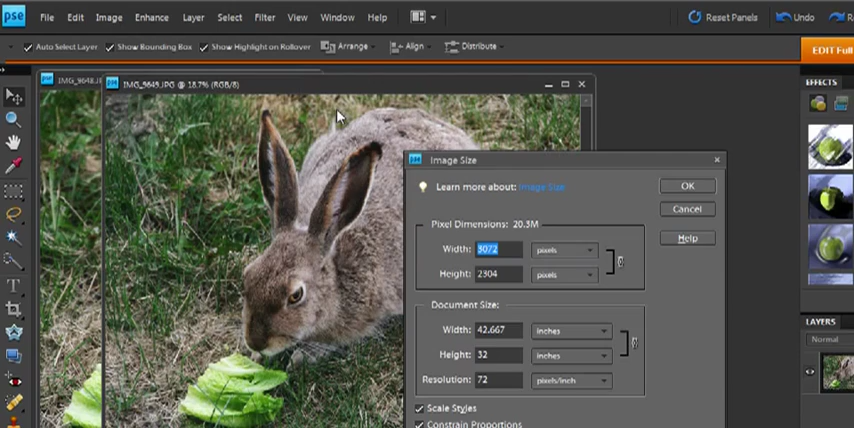 pse File Edit Image Enhance Layer Select Filter View Window Help Reset Panels Undo
Auto Select Layer Show Bounding Box Show Highlight on Rollover Arrange Align Distribute EDIT Full
EFFECTS
IMG_9649.JPG @ 18.7% (RGB/8)
Image Size
Learn more about: Image Size
OK
Cancel
Help
Pixel Dimensions: 20.3M
Width: 3072 pixels
Height: 2304 pixels
Document Size:
Width: 42.667 inches
Height: 32 inches
Resolution: 72 pixels/inch
Scale Styles
Constrain Proportions
LAYERS
Normal